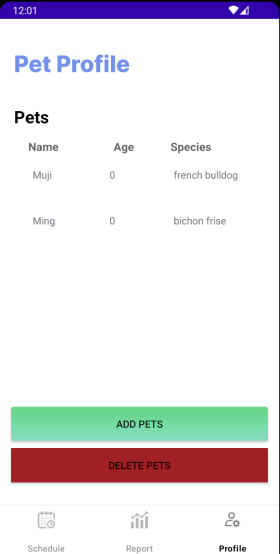 12:01
Pet Profile
Pets
Name Age Species
Muji 0 french bulldog
Ming 0 bichon frise
ADD PETS
DELETE PETS
Schedule Report Profile